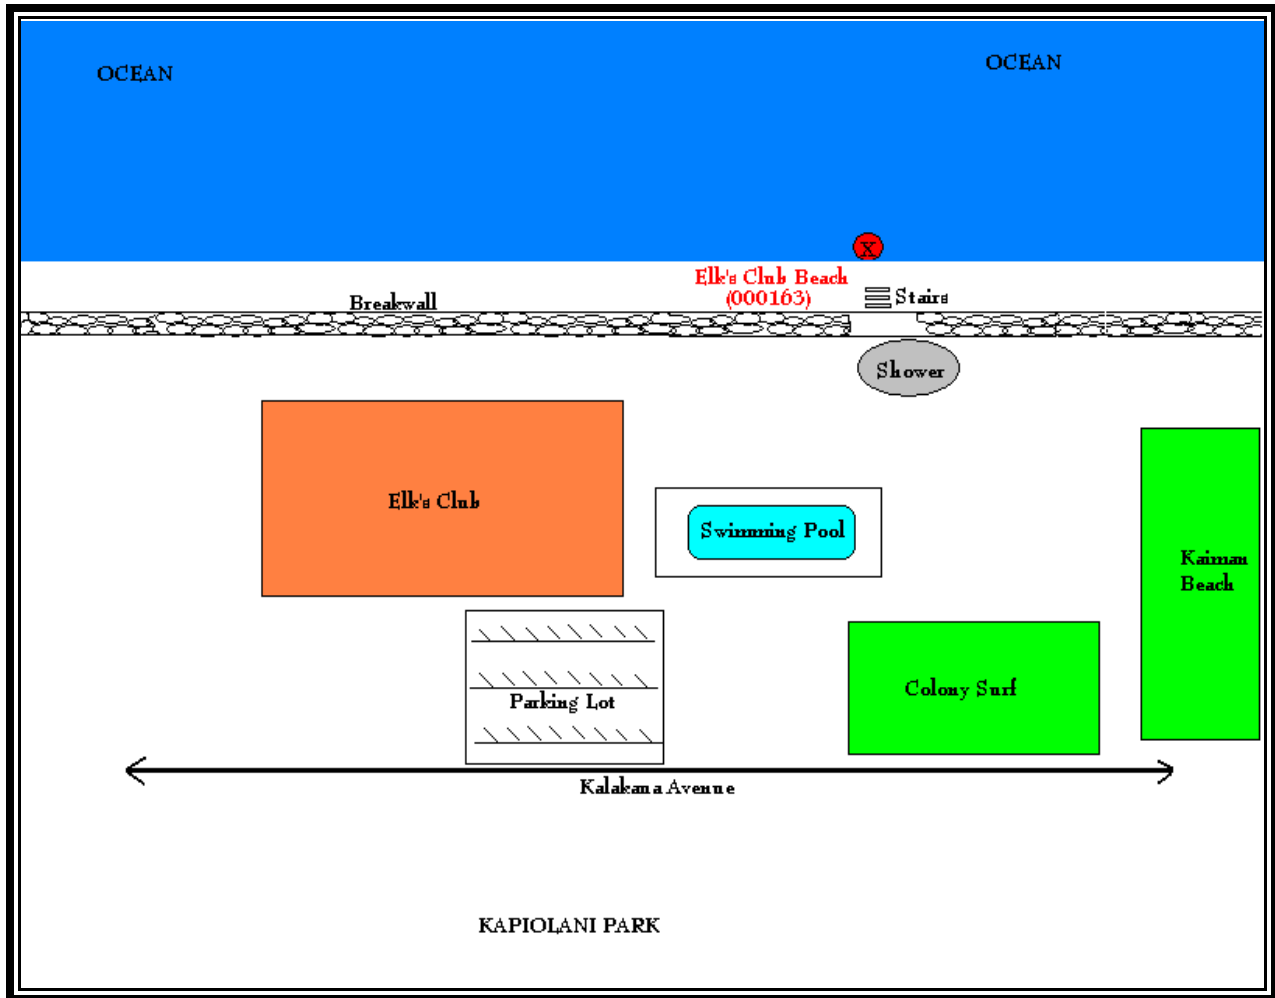 OCEAN
OCEAN
X
Elk's Club Beach
(000163)
Stairs
Breakwall
Shower
Elk's Club
Swimming Pool
Kaiman
Beach
Colony Surf
Parking Lot
Kalakana Avenue
KAPIOLANI PARK